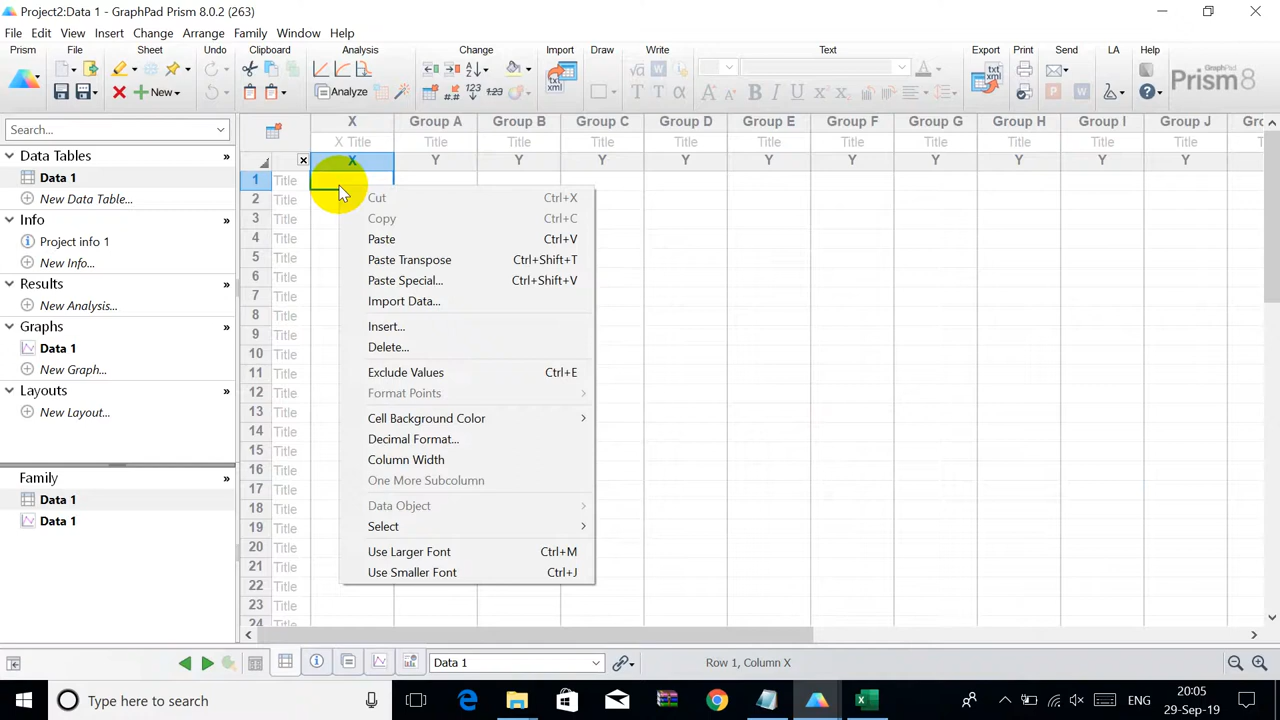 Project2:Data 1 - GraphPad Prism 8.0.2 (263)
File Edit View Insert Change Arrange Family Window Help
Prism File Sheet Undo Clipboard Analysis Change Import Draw Write Text Export Print Send LA Help
New
Analyze
GraphPad
Prism 8
Search...
Data Tables
Data 1
New Data Table...
Info
Project info 1
New Info...
Results
New Analysis...
Graphs
Data 1
New Graph...
Layouts
New Layout...
Family
Data 1
Data 1
X Group A Group B Group C Group D Group E Group F Group G Group H Group I Group J
X Title Title Title Title Title Title Title Title Title Title Title
X Y Y Y Y Y Y Y Y Y Y
1 Title
2 Title
3 Title
4 Title
5 Title
6 Title
7 Title
8 Title
9 Title
10 Title
11 Title
12 Title
13 Title
14 Title
15 Title
16 Title
17 Title
18 Title
19 Title
20 Title
21 Title
22 Title
23 Title
24 Title
Cut Ctrl+X
Copy Ctrl+C
Paste Ctrl+V
Paste Transpose Ctrl+Shift+T
Paste Special... Ctrl+Shift+V
Import Data...
Insert...
Delete...
Exclude Values Ctrl+E
Format Points
Cell Background Color
Decimal Format...
Column Width
One More Subcolumn
Data Object
Select
Use Larger Font Ctrl+M
Use Smaller Font Ctrl+J
Data 1
Row 1, Column X
Type here to search
ENG
20:05
29-Sep-19